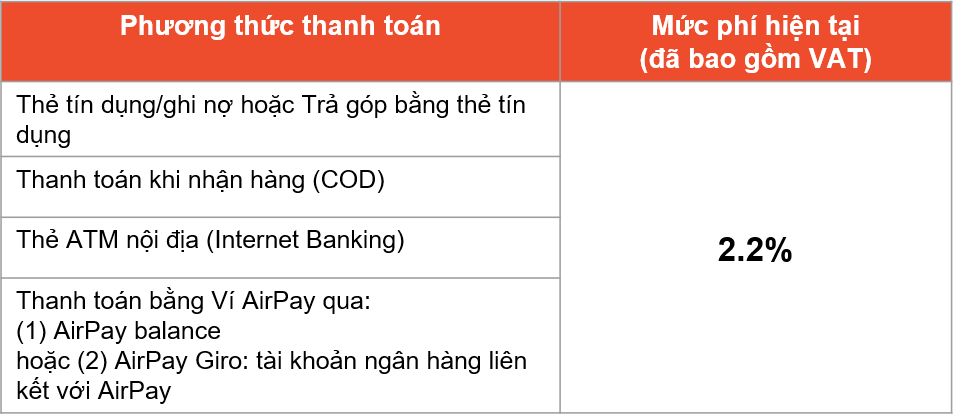 Phương thức thanh toán
Mức phí hiện tại
(đã bao gồm VAT)
Thẻ tín dụng/ghi nợ hoặc Trả góp bằng thẻ tín
dụng
Thanh toán khi nhận hàng (COD)
Thẻ ATM nội địa (Internet Banking)
Thanh toán bằng Ví AirPay qua:
(1) AirPay balance
hoặc (2) AirPay Giro: tài khoản ngân hàng liên
kết với AirPay
2.2%